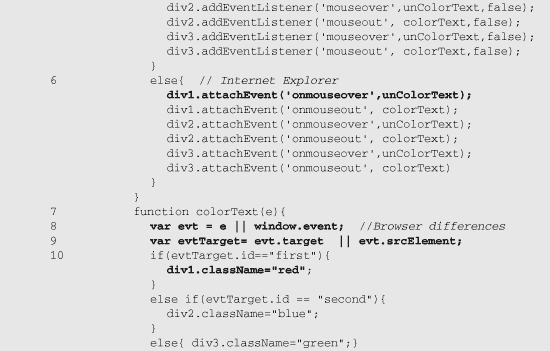 div2.addEventListener('mouseover',unColorText,false);
div2.addEventListener('mouseout', colorText,false);
div3.addEventListener('mouseover',unColorText,false);
div3.addEventListener('mouseout', colorText,false);
}
6 else{ // Internet Explorer
div1.attachEvent('onmouseover',unColorText);
div1.attachEvent('onmouseout', colorText);
div2.attachEvent('onmouseover',unColorText);
div2.attachEvent('onmouseout', colorText);
div3.attachEvent('onmouseover',unColorText);
div3.attachEvent('onmouseout', colorText)
}
}
7 function colorText(e){
8 var evt = e || window.event; //Browser differences
9 var evtTarget= evt.target || evt.srcElement;
10 if(evtTarget.id=="first"){
div1.className="red";
}
else if(evtTarget.id == "second"){
div2.className="blue";
}
else{ div3.className="green";}